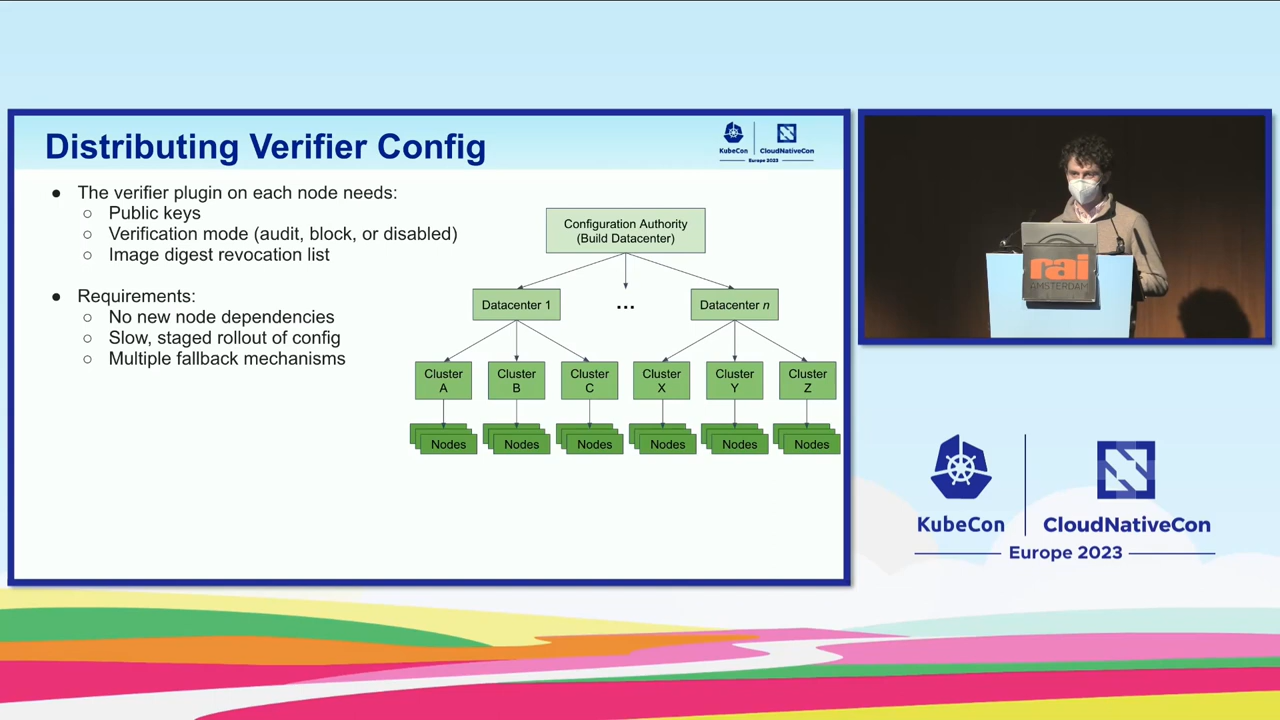 Distributing Verifier Config
KubeCon
CloudNativeCon
Europe 2023
● The verifier plugin on each node needs:
○ Public keys
○ Verification mode (audit, block, or disabled)
○ Image digest revocation list
● Requirements:
○ No new node dependencies
○ Slow, staged rollout of config
○ Multiple fallback mechanisms
Configuration Authority
(Build Datacenter)
Datacenter 1
...
Datacenter n
Cluster
A
Cluster
B
Cluster
C
Cluster
X
Cluster
Y
Cluster
Z
Nodes
Nodes
Nodes
Nodes
Nodes
Nodes
rai
AMSTERDAM
KubeCon
CloudNativeCon
Europe 2023